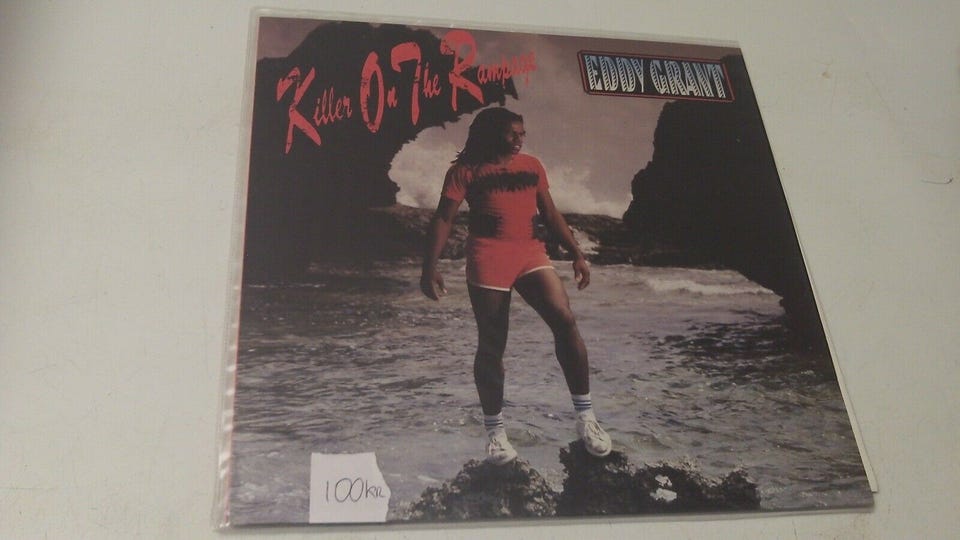 Killer On The Rampage
EDDY GRANT
100KR